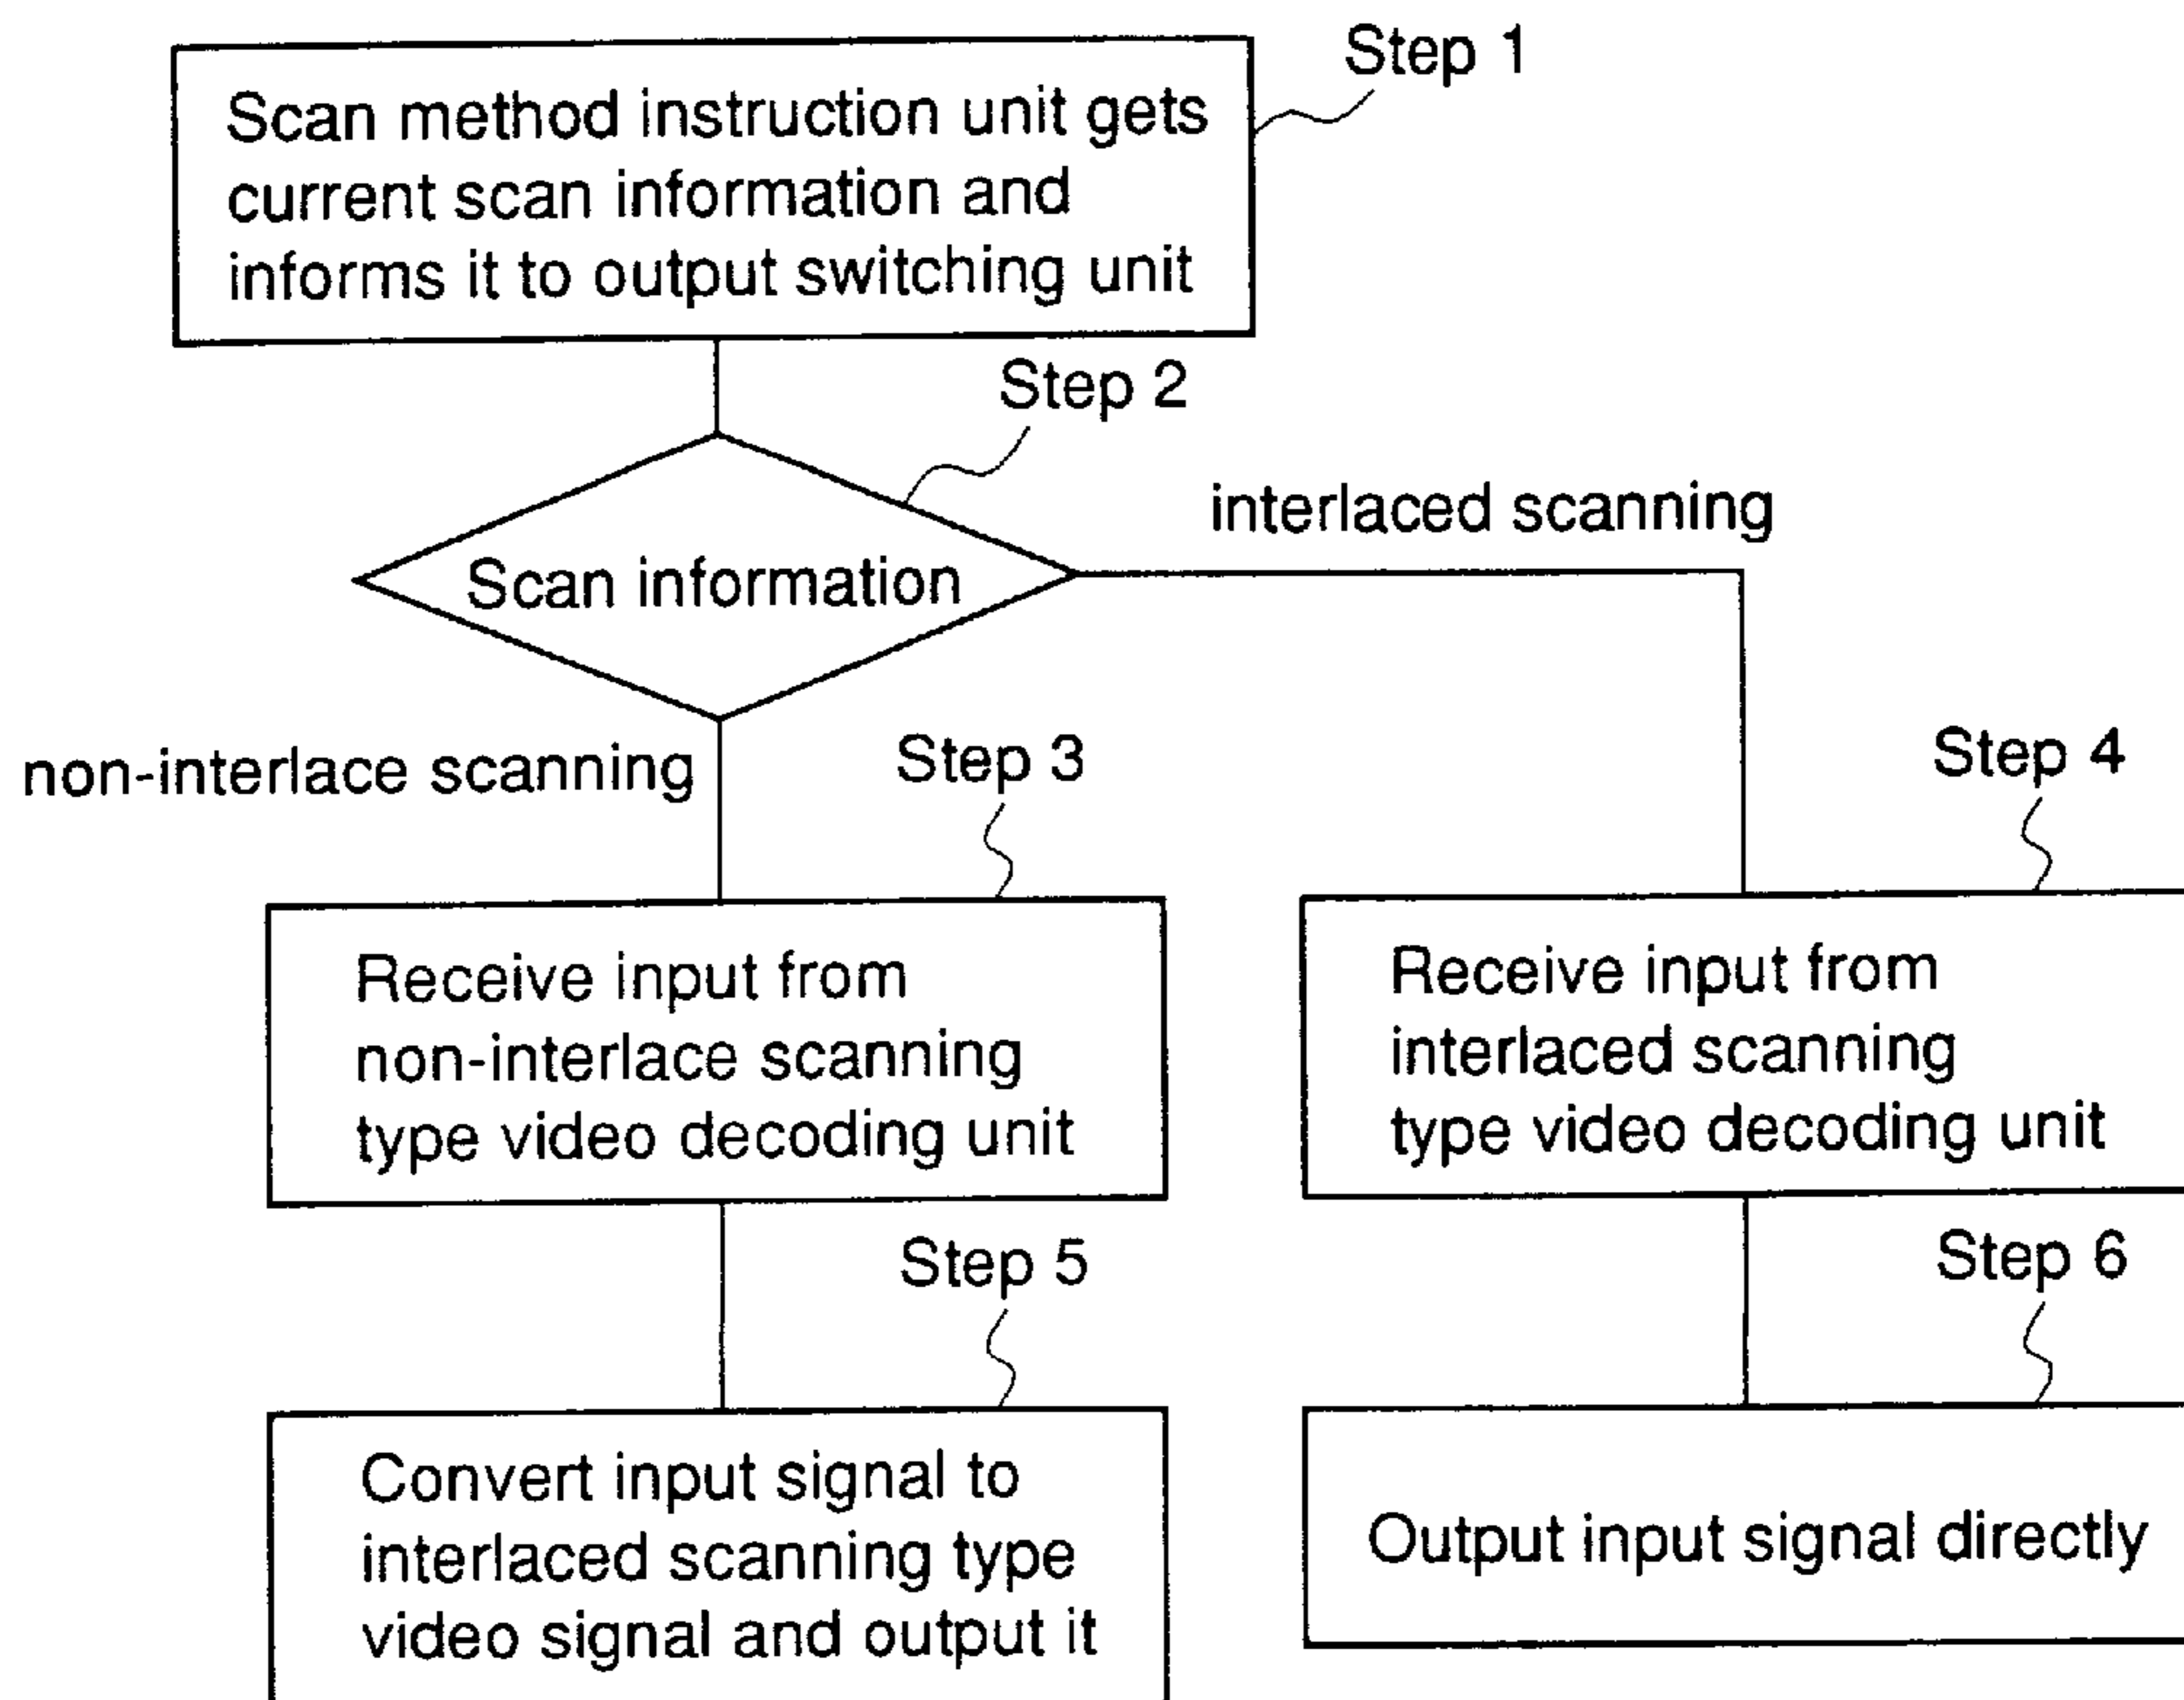 Step 1
Scan method instruction unit gets
current scan information and
informs it to output switching unit
Step 2
interlaced scanning
Scan information
non-interlace scanning
Step 3
Step 4
Receive input from
non-interlace scanning
type video decoding unit
Receive input from
interlaced scanning
type video decoding unit
Step 5
Step 6
Convert input signal to
interlaced scanning type
video signal and output it
Output input signal directly